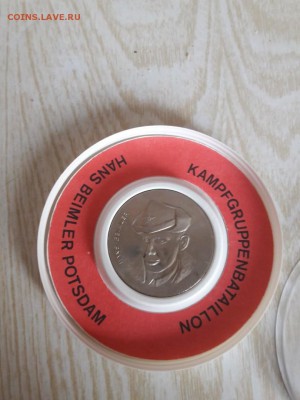 COINS.LAVE.RU
KAMPFGRUPPENBATAILLON
HANS BEIMLER POTSDAM